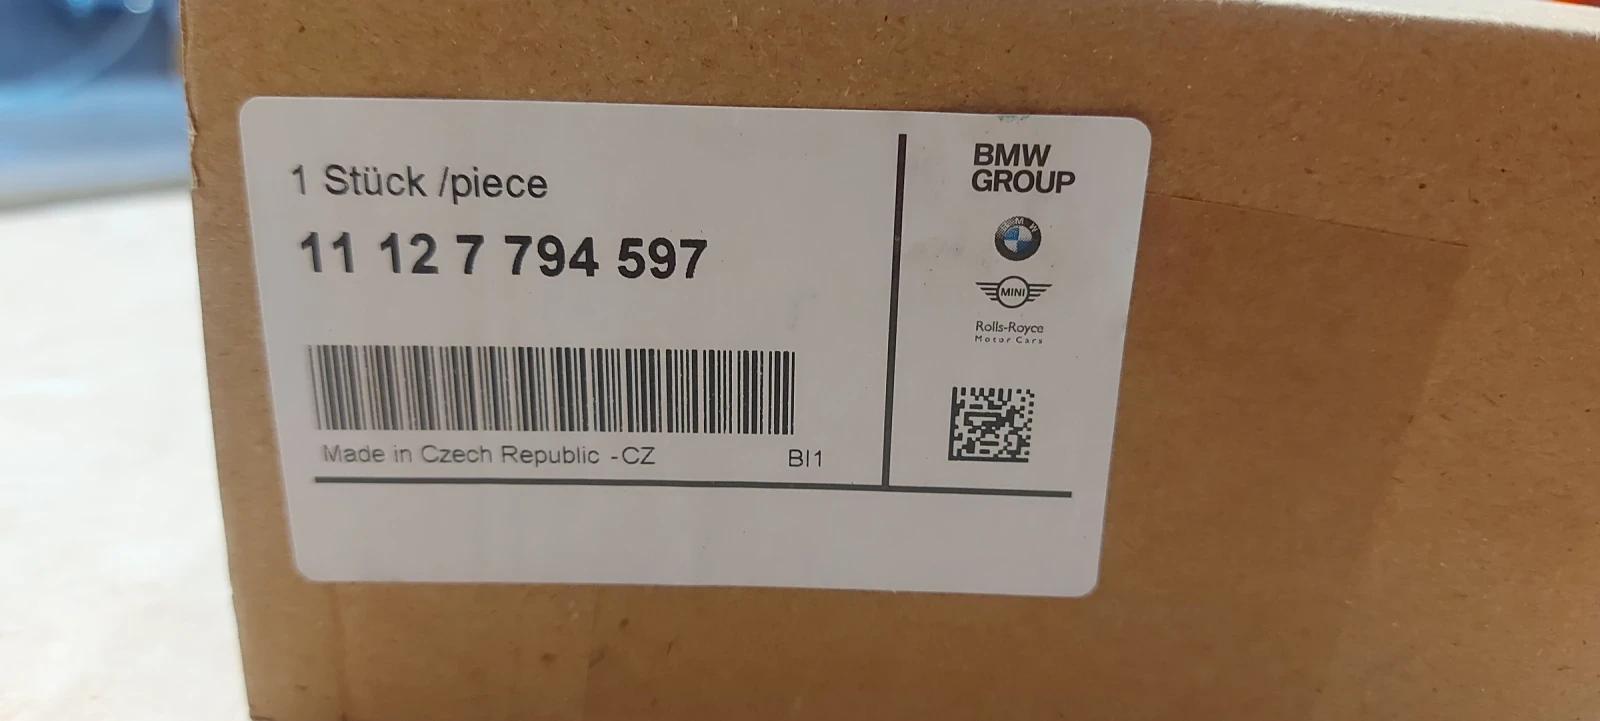 1 Stück /piece
11 12 7 794 597
Made in Czech Republic -CZ
BI1
BMW
GROUP
BMW
MINI
Rolls-Royce
Motor Cars